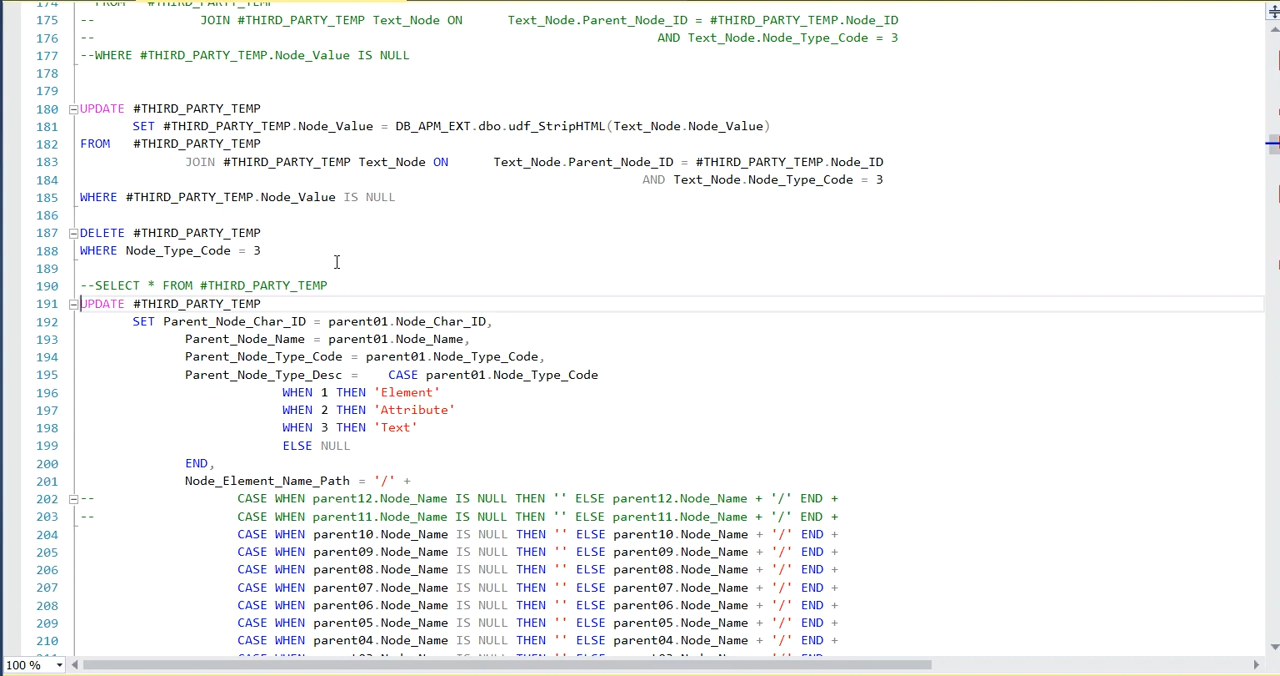 174 --FROM #THIRD_PARTY_TEMP
175 -- JOIN #THIRD_PARTY_TEMP Text_Node ON Text_Node.Parent_Node_ID = #THIRD_PARTY_TEMP.Node_ID
176 -- AND Text_Node.Node_Type_Code = 3
177 --WHERE #THIRD_PARTY_TEMP.Node_Value IS NULL
178
179
180 UPDATE #THIRD_PARTY_TEMP
181 SET #THIRD_PARTY_TEMP.Node_Value = DB_APM_EXT.dbo.udf_StripHTML(Text_Node.Node_Value)
182 FROM #THIRD_PARTY_TEMP
183 JOIN #THIRD_PARTY_TEMP Text_Node ON Text_Node.Parent_Node_ID = #THIRD_PARTY_TEMP.Node_ID
184 AND Text_Node.Node_Type_Code = 3
185 WHERE #THIRD_PARTY_TEMP.Node_Value IS NULL
186
187 DELETE #THIRD_PARTY_TEMP
188 WHERE Node_Type_Code = 3
189
190 --SELECT * FROM #THIRD_PARTY_TEMP
191 UPDATE #THIRD_PARTY_TEMP
192 SET Parent_Node_Char_ID = parent01.Node_Char_ID,
193 Parent_Node_Name = parent01.Node_Name,
194 Parent_Node_Type_Code = parent01.Node_Type_Code,
195 Parent_Node_Type_Desc = CASE parent01.Node_Type_Code
196 WHEN 1 THEN 'Element'
197 WHEN 2 THEN 'Attribute'
198 WHEN 3 THEN 'Text'
199 ELSE NULL
200 END,
201 Node_Element_Name_Path = '/' +
202 -- CASE WHEN parent12.Node_Name IS NULL THEN '' ELSE parent12.Node_Name + '/' END +
203 -- CASE WHEN parent11.Node_Name IS NULL THEN '' ELSE parent11.Node_Name + '/' END +
204 CASE WHEN parent10.Node_Name IS NULL THEN '' ELSE parent10.Node_Name + '/' END +
205 CASE WHEN parent09.Node_Name IS NULL THEN '' ELSE parent09.Node_Name + '/' END +
206 CASE WHEN parent08.Node_Name IS NULL THEN '' ELSE parent08.Node_Name + '/' END +
207 CASE WHEN parent07.Node_Name IS NULL THEN '' ELSE parent07.Node_Name + '/' END +
208 CASE WHEN parent06.Node_Name IS NULL THEN '' ELSE parent06.Node_Name + '/' END +
209 CASE WHEN parent05.Node_Name IS NULL THEN '' ELSE parent05.Node_Name + '/' END +
210 CASE WHEN parent04.Node_Name IS NULL THEN '' ELSE parent04.Node_Name + '/' END +
100 %